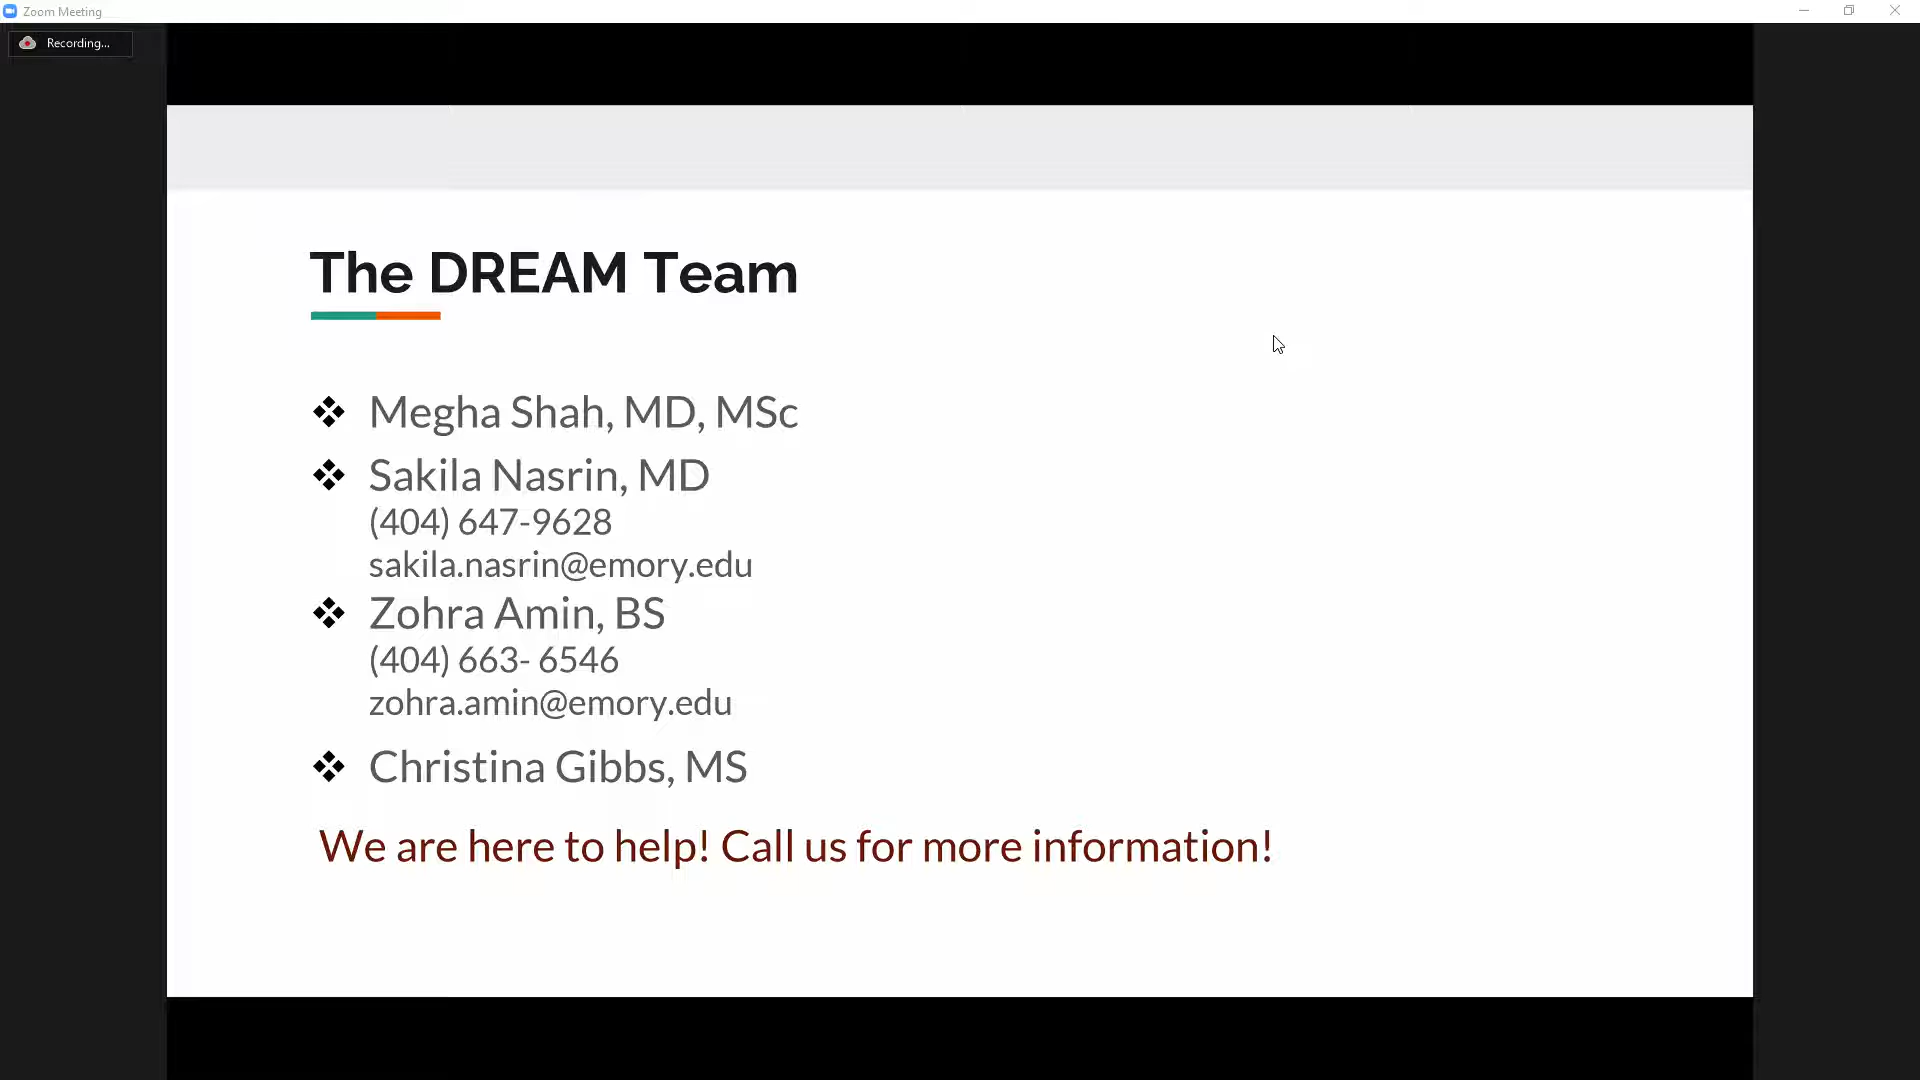 Zoom Meeting
Recording...
The DREAM Team
❖ Megha Shah, MD, MSc
❖ Sakila Nasrin, MD
(404) 647-9628
sakila.nasrin@emory.edu
❖ Zohra Amin, BS
(404) 663- 6546
zohra.amin@emory.edu
❖ Christina Gibbs, MS
We are here to help! Call us for more information!